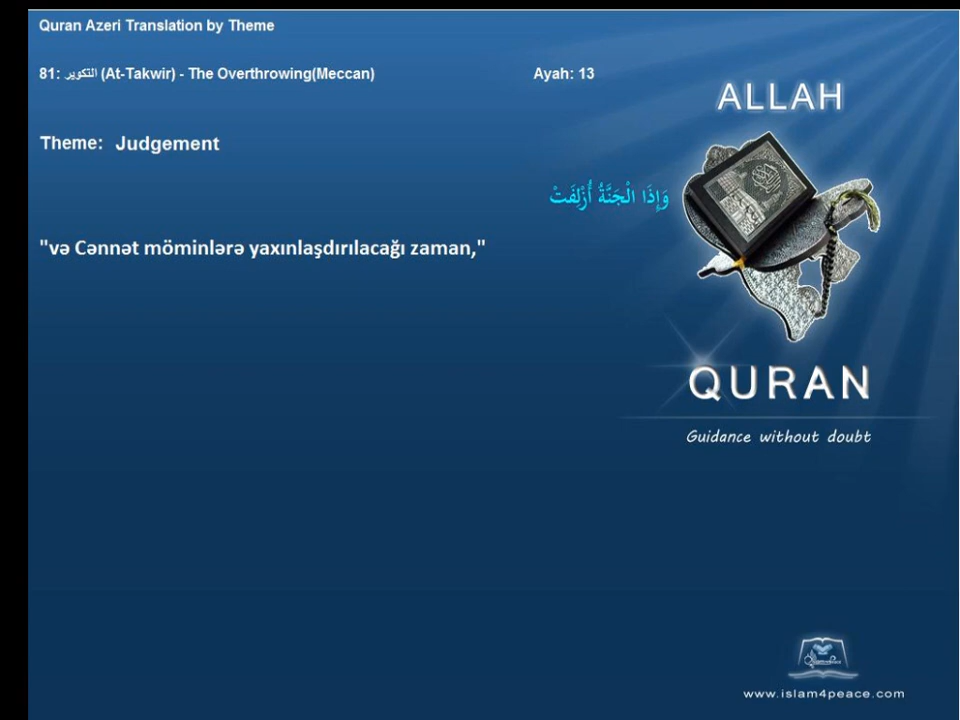 Quran Azeri Translation by Theme
81: التكوير (At-Takwir) - The Overthrowing(Meccan) Ayah: 13
ALLAH
Theme: Judgement
وَإِذَا الْجَنَّةُ أُزْلِفَتْ
"və Cənnət möminlərə yaxınlaşdırılacağı zaman,"
QURAN
Guidance without doubt
www.islam4peace.com